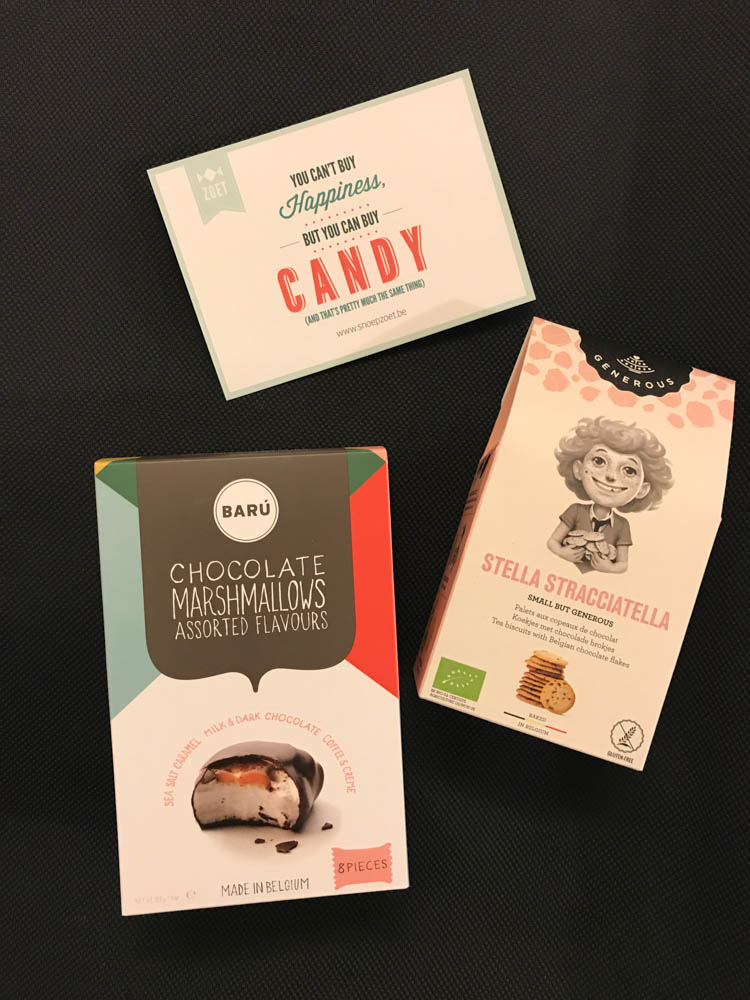 ZOET
YOU CAN'T BUY
Happiness,
BUT YOU CAN BUY
CANDY
(AND THAT'S PRETTY MUCH THE SAME THING)
www.snoepzoet.be
GENEROUS
STELLA STRACCIATELLA
SMALL BUT GENEROUS
Palets aux copeaux de chocolat
Koekjes met chocolade brokjes
Tea biscuits with Belgian chocolate flakes
BAKED
IN BELGIUM
GLUTEN FREE
BARÚ
CHOCOLATE
MARSHMALLOWS
ASSORTED FLAVOURS
SEA SALT CARAMEL MILK & DARK CHOCOLATE COFFEE & CRÈME
8 PIECES
MADE IN BELGIUM